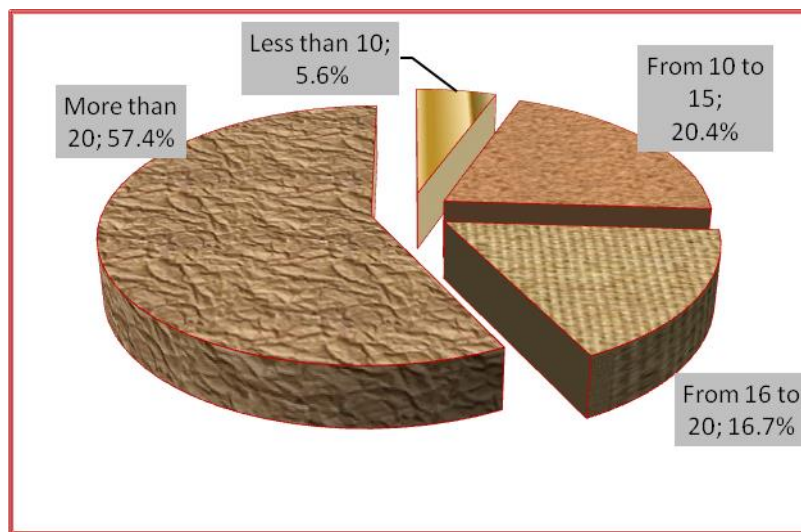 Less than 10;
5.6%
From 10 to
15;
20.4%
More than
20; 57.4%
From 16 to
20; 16.7%